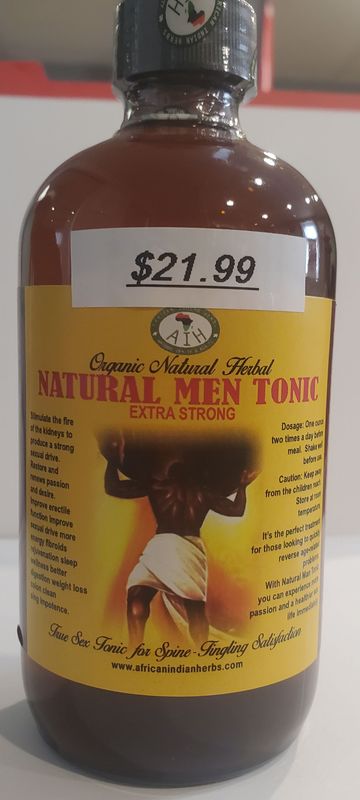 $21.99
AIH
Organic Natural Herbal
NATURAL MEN TONIC
EXTRA STRONG
Stimulate the fire
of the kidneys to
produce a strong
sexual drive.
Restore and
renews passion
and desire.
Improve erectile
function improve
sexual drive more
energy fibroids
rejuvenation sleep
wellness better
digestion weight loss
colon clean
impotence.
Dosage: One ounce
two times a day before
meal. Shake well
before use.
Caution: Keep away
from the children reach
Store at room
temperature.
It's the perfect treatment
for those looking to quickly
reverse age-related
problems
With Natural Man Tonic
you can experience more
passion and a healthier sex
life immediately
True Sex Tonic for Spine-Tingling Satisfaction
www.africanindianherbs.com